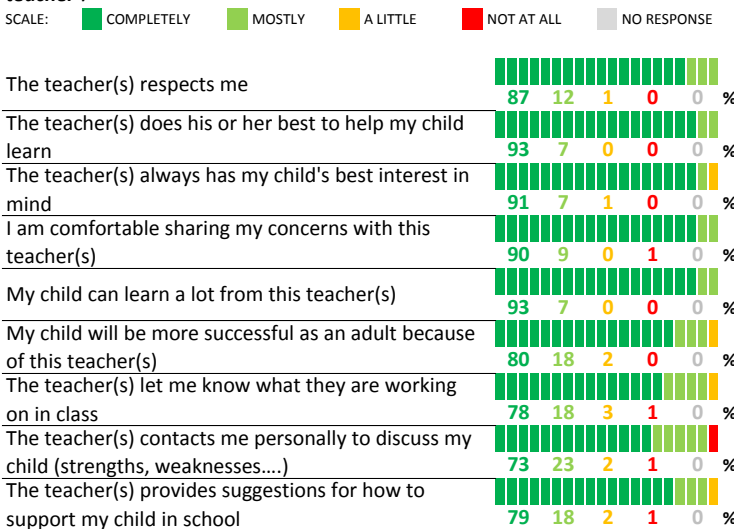 teacher?
SCALE: COMPLETELY MOSTLY A LITTLE NOT AT ALL NO RESPONSE
The teacher(s) respects me
87 12 1 0 0 %
The teacher(s) does his or her best to help my child
learn
93 7 0 0 0 %
The teacher(s) always has my child's best interest in
mind
91 7 1 0 0 %
I am comfortable sharing my concerns with this
teacher(s)
90 9 0 1 0 %
My child can learn a lot from this teacher(s)
93 7 0 0 0 %
My child will be more successful as an adult because
of this teacher(s)
80 18 2 0 0 %
The teacher(s) let me know what they are working
on in class
78 18 3 1 0 %
The teacher(s) contacts me personally to discuss my
child (strengths, weaknesses....)
73 23 2 1 0 %
The teacher(s) provides suggestions for how to
support my child in school
79 18 2 1 0 %